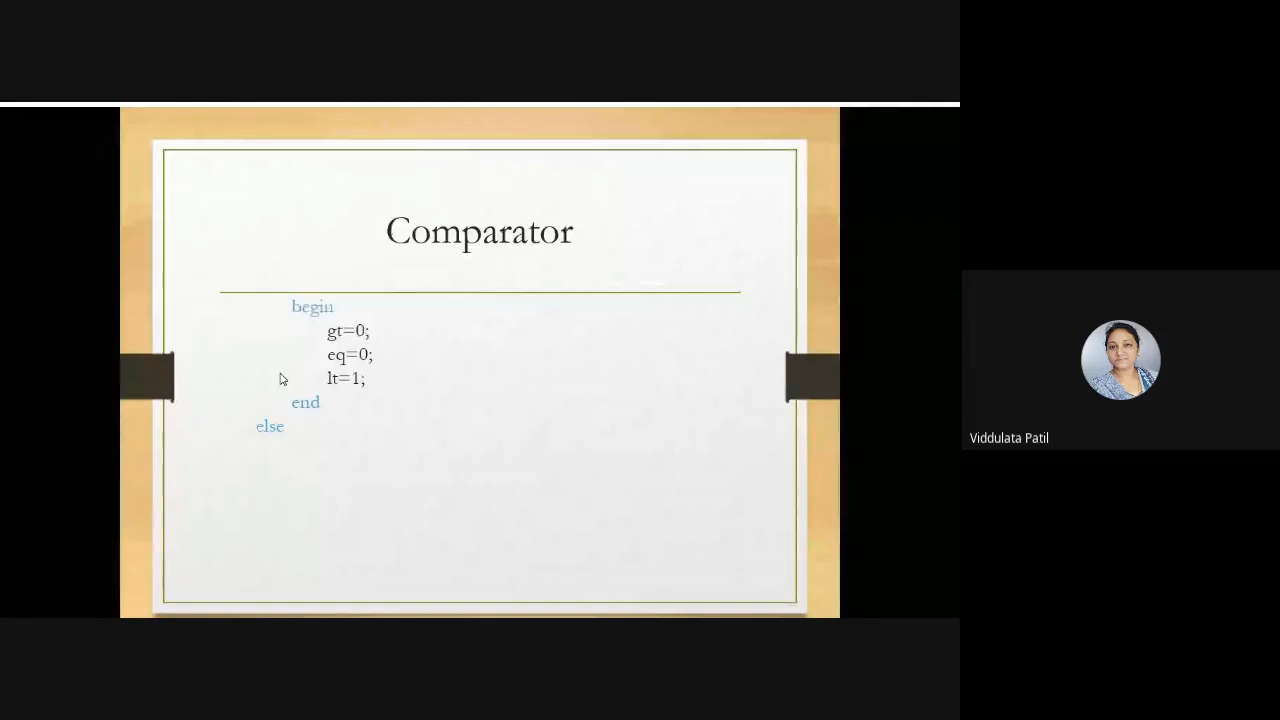 Comparator
begin
gt=0;
eq=0;
lt=1;
end
else
Viddulata Patil